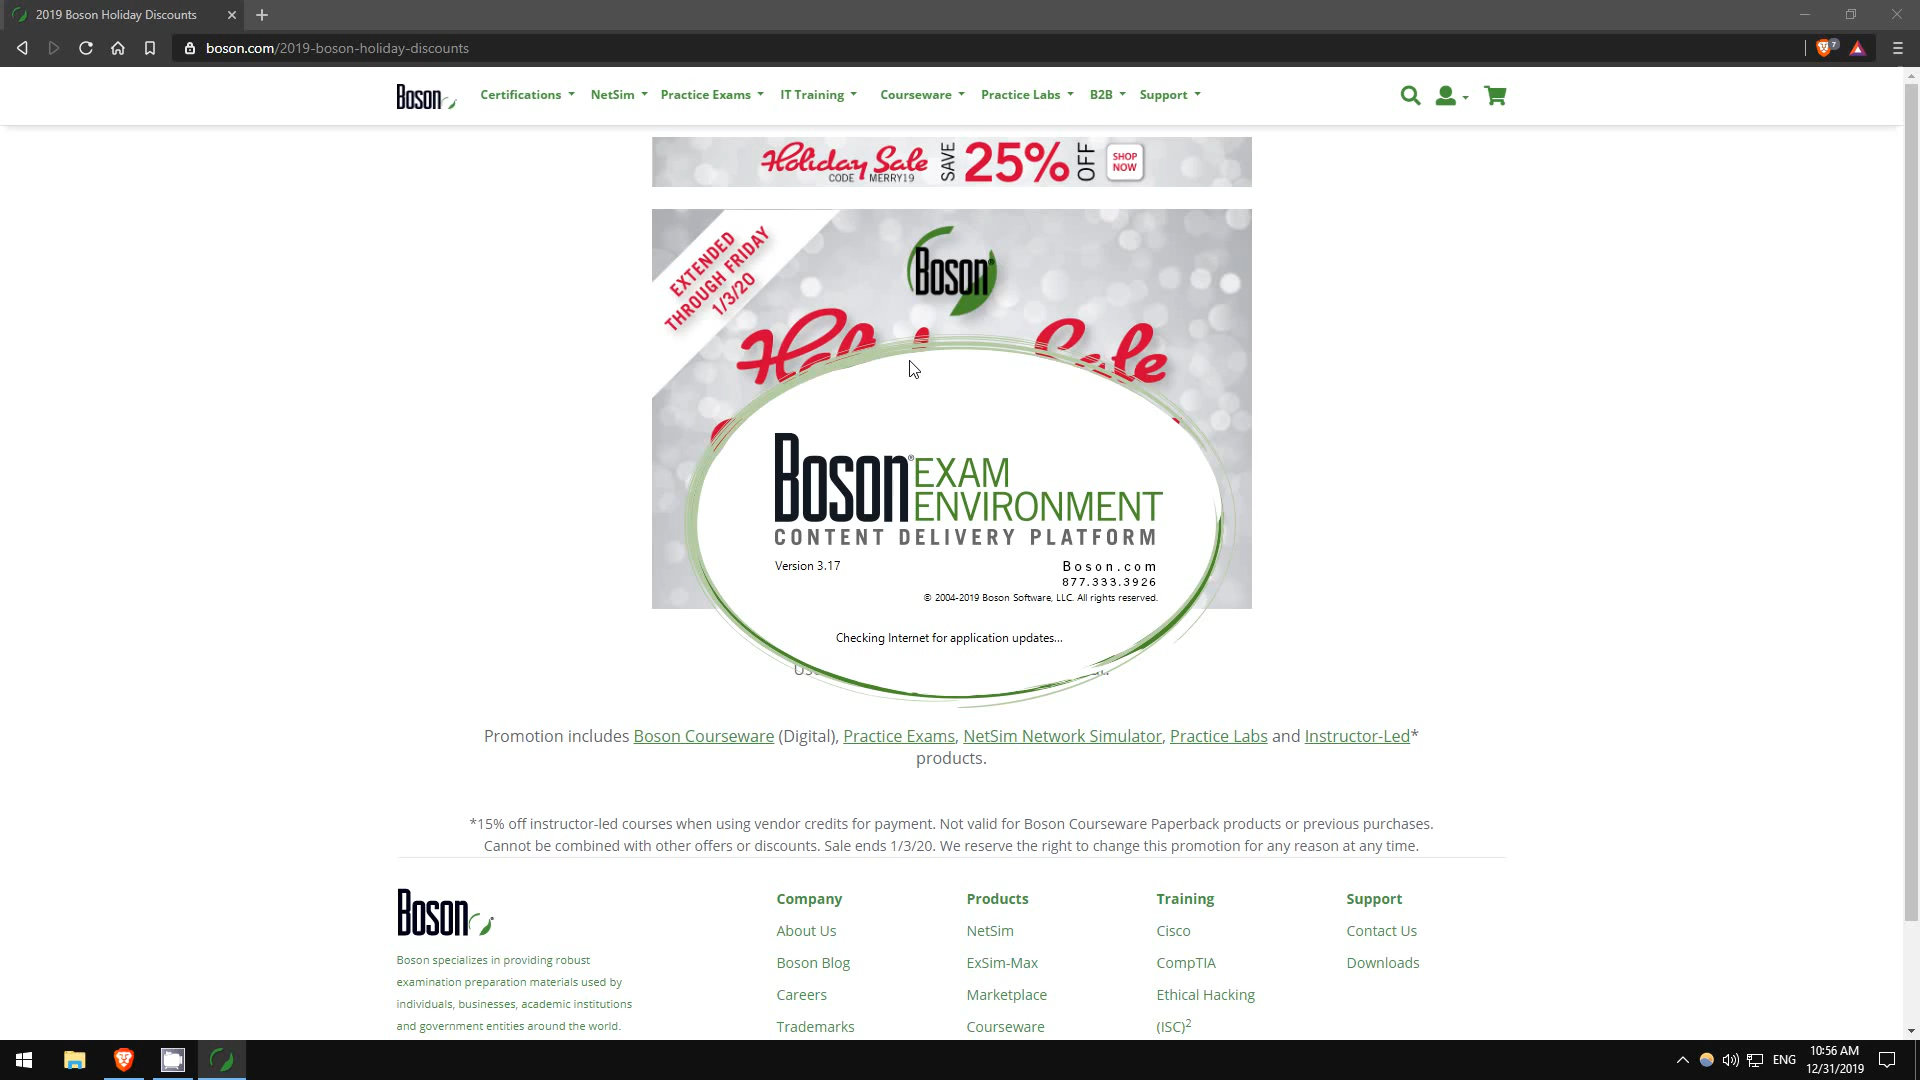 2019 Boson Holiday Discounts
boson.com/2019-boson-holiday-discounts
7
Boson
Certifications NetSim Practice Exams IT Training Courseware Practice Labs B2B Support
Holiday Sale
CODE MERRY19
SAVE
25%
OFF
SHOP
NOW
EXTENDED
THROUGH FRIDAY
1/3/20
Boson
Sale
Boson® EXAM
ENVIRONMENT
CONTENT DELIVERY PLATFORM
Version 3.17
Boson.com
877.333.3926
© 2004-2019 Boson Software, LLC. All rights reserved.
Checking Internet for application updates...
Promotion includes Boson Courseware (Digital), Practice Exams, NetSim Network Simulator, Practice Labs and Instructor-Led*
products.
*15% off instructor-led courses when using vendor credits for payment. Not valid for Boson Courseware Paperback products or previous purchases.
Cannot be combined with other offers or discounts. Sale ends 1/3/20. We reserve the right to change this promotion for any reason at any time.
Boson
Boson specializes in providing robust
examination preparation materials used by
individuals, businesses, academic institutions
and government entities around the world.
Company
About Us
Boson Blog
Careers
Trademarks
Products
NetSim
ExSim-Max
Marketplace
Courseware
Training
Cisco
CompTIA
Ethical Hacking
(ISC)²
Support
Contact Us
Downloads
ENG
10:56 AM
12/31/2019